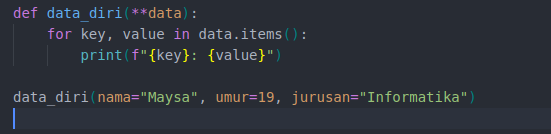 def data_diri(**data):
    for key, value in data.items():
        print(f"{key}: {value}")

data_diri(nama="Maysa", umur=19, jurusan="Informatika")